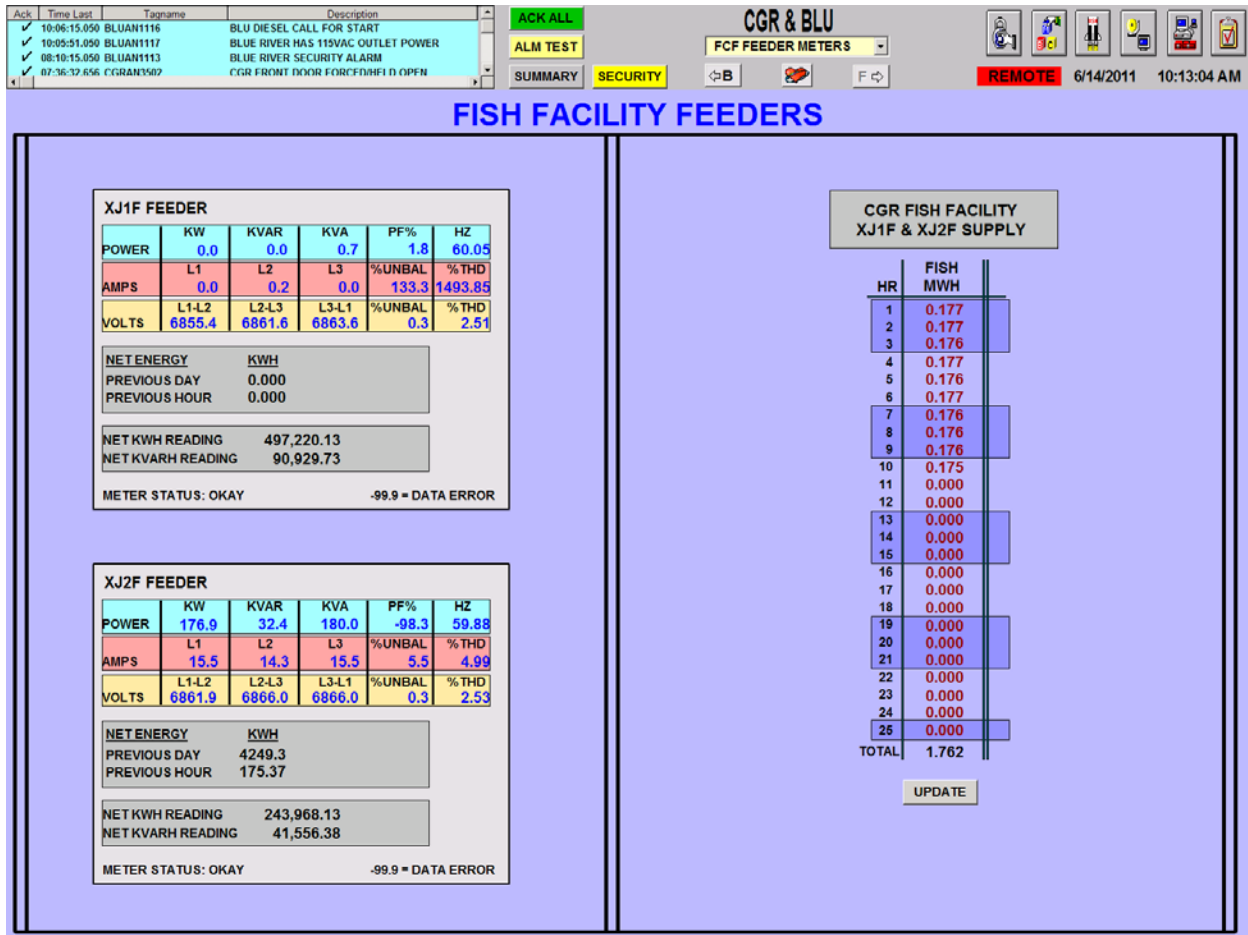 Ack Time Last Tagname Description
✓ 10:06:15.050 BLUAN1116 BLU DIESEL CALL FOR START
✓ 10:05:51.050 BLUAN1117 BLUE RIVER HAS 115VAC OUTLET POWER
✓ 08:10:15.050 BLUAN1113 BLUE RIVER SECURITY ALARM
✓ 07:36:32.656 CGRAN3502 CGR FRONT DOOR FORCED/HELD OPEN
ACK ALL
ALM TEST
SUMMARY SECURITY
CGR & BLU
FCF FEEDER METERS
B F
REMOTE 6/14/2011 10:13:04 AM
FISH FACILITY FEEDERS
XJ1F FEEDER
KW KVAR KVA PF% HZ
POWER 0.0 0.0 0.7 1.8 60.05
L1 L2 L3 %UNBAL %THD
AMPS 0.0 0.2 0.0 133.3 1493.85
L1-L2 L2-L3 L3-L1 %UNBAL %THD
VOLTS 6855.4 6861.6 6863.6 0.3 2.51
NET ENERGY KWH
PREVIOUS DAY 0.000
PREVIOUS HOUR 0.000
NET KWH READING 497,220.13
NET KVARH READING 90,929.73
METER STATUS: OKAY -99.9 = DATA ERROR
XJ2F FEEDER
KW KVAR KVA PF% HZ
POWER 176.9 32.4 180.0 -98.3 59.88
L1 L2 L3 %UNBAL %THD
AMPS 15.5 14.3 15.5 5.5 4.99
L1-L2 L2-L3 L3-L1 %UNBAL %THD
VOLTS 6861.9 6866.0 6866.0 0.3 2.53
NET ENERGY KWH
PREVIOUS DAY 4249.3
PREVIOUS HOUR 175.37
NET KWH READING 243,968.13
NET KVARH READING 41,556.38
METER STATUS: OKAY -99.9 = DATA ERROR
CGR FISH FACILITY
XJ1F & XJ2F SUPPLY
FISH
HR MWH
1 0.177
2 0.177
3 0.176
4 0.177
5 0.176
6 0.177
7 0.176
8 0.176
9 0.176
10 0.175
11 0.000
12 0.000
13 0.000
14 0.000
15 0.000
16 0.000
17 0.000
18 0.000
19 0.000
20 0.000
21 0.000
22 0.000
23 0.000
24 0.000
25 0.000
TOTAL 1.762
UPDATE